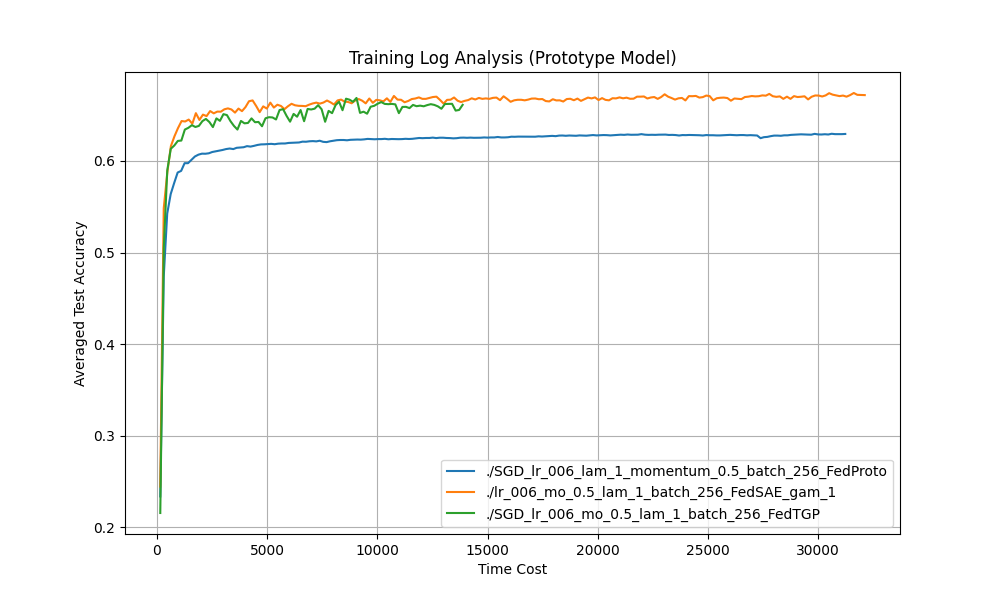 Training Log Analysis (Prototype Model)
Averaged Test Accuracy
0.6
0.5
0.4
0.3
0.2
./SGD_lr_006_lam_1_momentum_0.5_batch_256_FedProto
./lr_006_mo_0.5_lam_1_batch_256_FedSAE_gam_1
./SGD_lr_006_mo_0.5_lam_1_batch_256_FedTGP
0 5000 10000 15000 20000 25000 30000
Time Cost